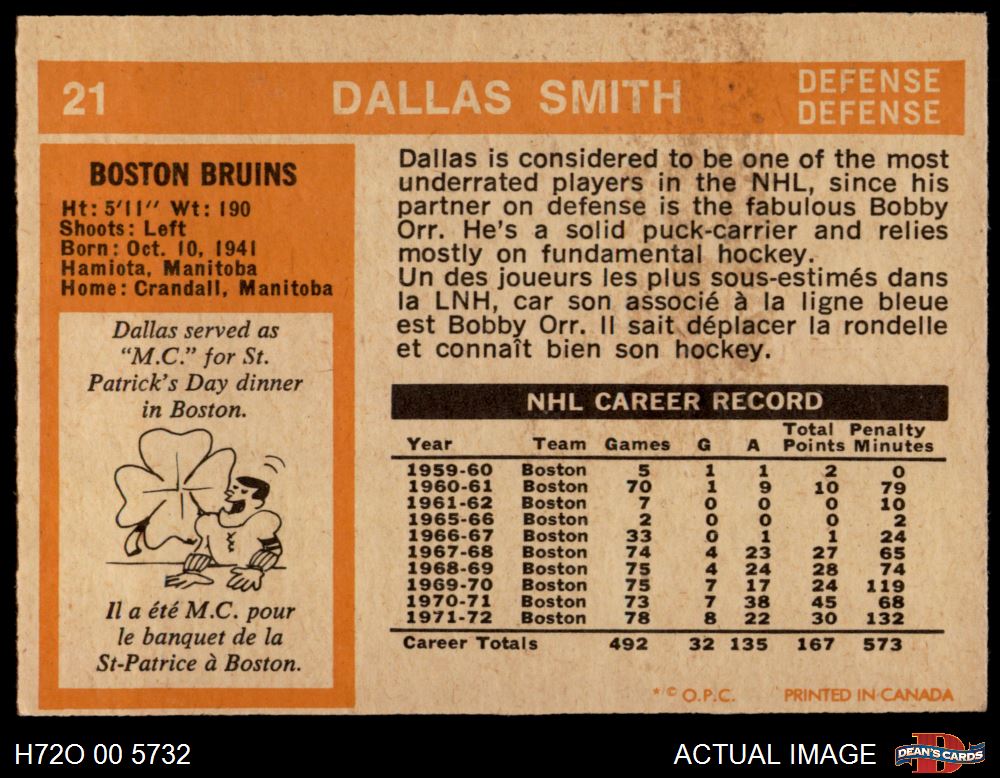 21 DALLAS SMITH DEFENSE
DEFENSE
BOSTON BRUINS
Ht: 5'11" Wt: 190
Shoots: Left
Born: Oct. 10, 1941
Hamiota, Manitoba
Home: Crandall, Manitoba
Dallas served as
"M.C." for St.
Patrick's Day dinner
in Boston.
Il a été M.C. pour
le banquet de la
St-Patrice à Boston.
Dallas is considered to be one of the most
underrated players in the NHL, since his
partner on defense is the fabulous Bobby
Orr. He's a solid puck-carrier and relies
mostly on fundamental hockey.
Un des joueurs les plus sous-estimés dans
la LNH, car son associé à la ligne bleue
est Bobby Orr. Il sait déplacer la rondelle
et connaît bien son hockey.
NHL CAREER RECORD
Year Team Games G A Total Points Penalty Minutes
1959-60 Boston 5 1 1 2 0
1960-61 Boston 70 1 9 10 79
1961-62 Boston 7 0 0 0 10
1965-66 Boston 2 0 0 0 2
1966-67 Boston 33 0 1 1 24
1967-68 Boston 74 4 23 27 65
1968-69 Boston 75 4 24 28 74
1969-70 Boston 75 7 17 24 119
1970-71 Boston 73 7 38 45 68
1971-72 Boston 78 8 22 30 132
Career Totals 492 32 135 167 573
*© O.P.C. PRINTED IN CANADA
H72O 00 5732 ACTUAL IMAGE DEAN'S CARDS